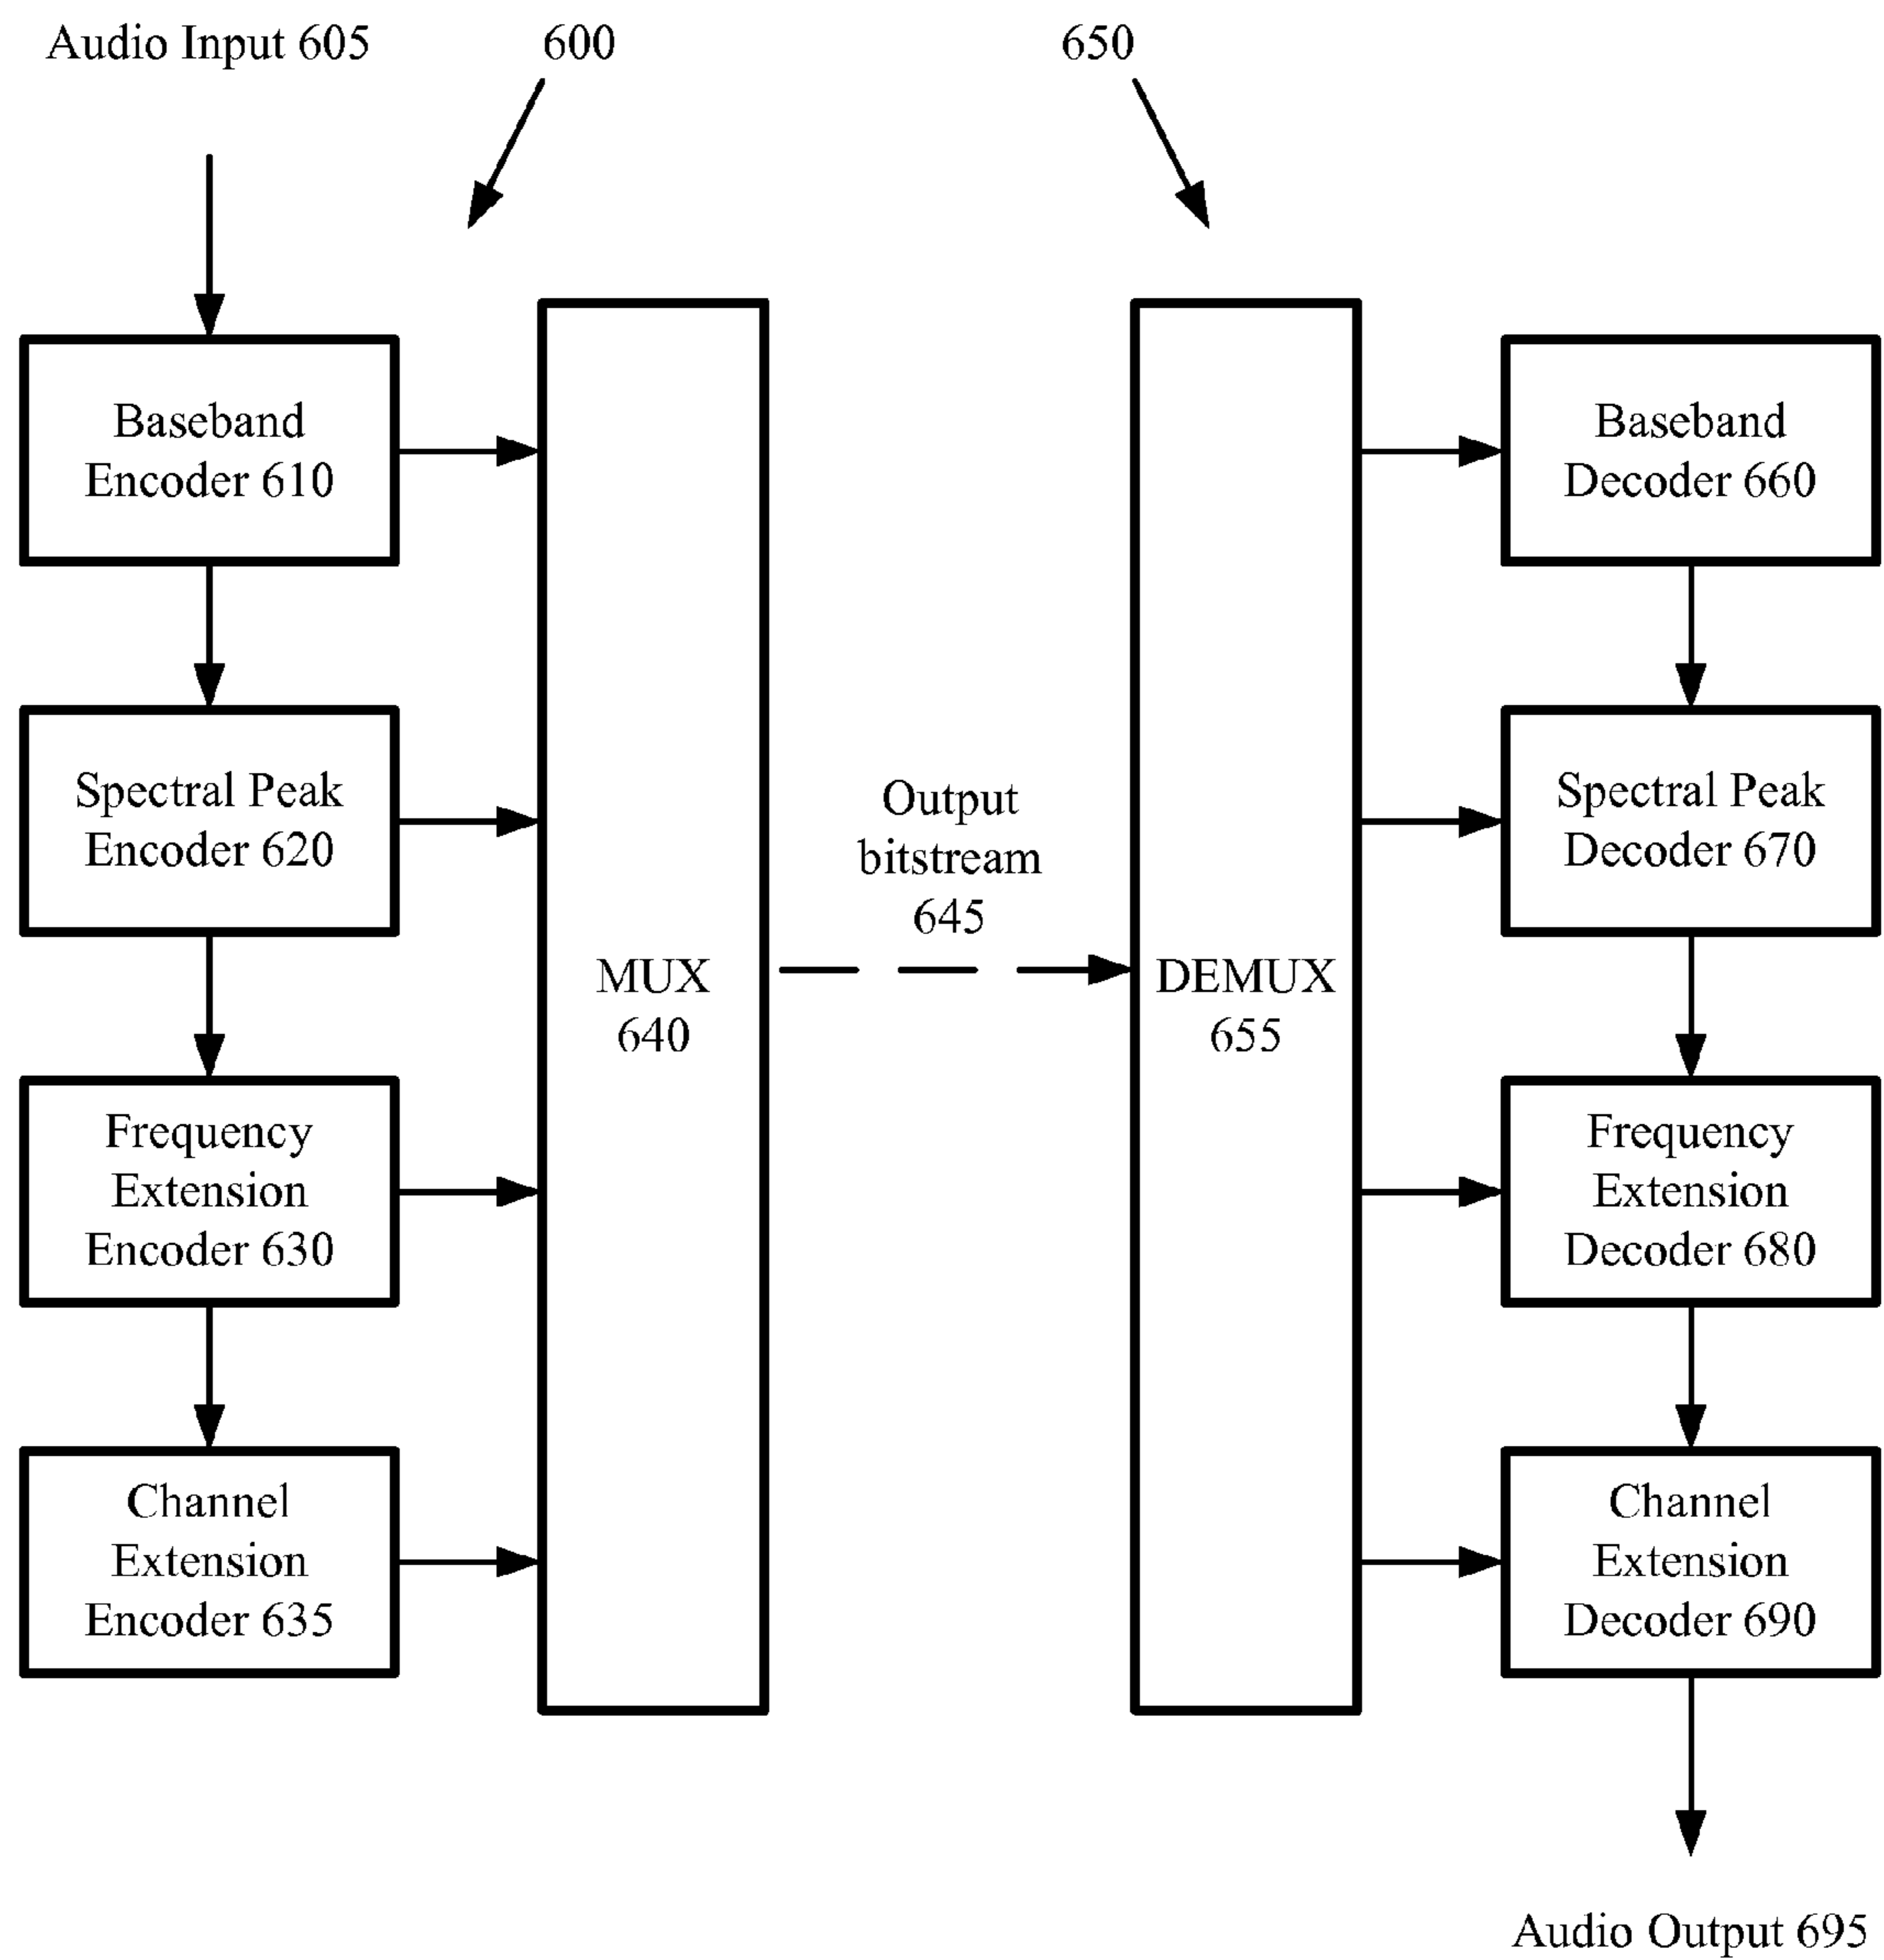 Audio Input 605
600
650
Baseband
Encoder 610
Spectral Peak
Encoder 620
Frequency
Extension
Encoder 630
Channel
Extension
Encoder 635
MUX
640
Output
bitstream
645
DEMUX
655
Baseband
Decoder 660
Spectral Peak
Decoder 670
Frequency
Extension
Decoder 680
Channel
Extension
Decoder 690
Audio Output 695